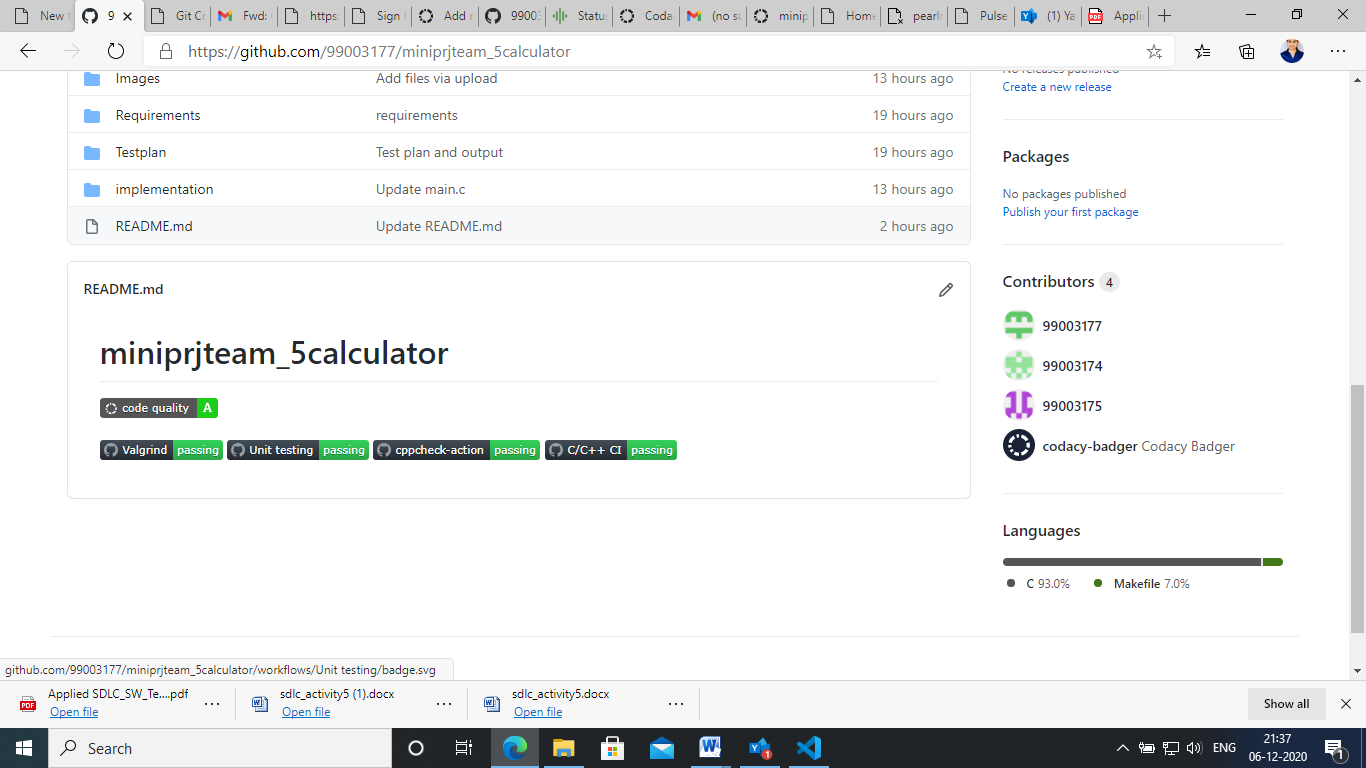 New t
9
Git Cr
Fwd: 
https:
Sign 
Add r
99003
Status
Codac
(no su
minip
Home
pearlr
Pulse
(1) Ya
Applie
https://github.com/99003177/miniprjteam_5calculator
Images Add files via upload 13 hours ago
Requirements requirements 19 hours ago
Testplan Test plan and output 19 hours ago
implementation Update main.c 13 hours ago
README.md Update README.md 2 hours ago
README.md
miniprjteam_5calculator
code quality A
Valgrind passing Unit testing passing cppcheck-action passing C/C++ CI passing
No releases published
Create a new release
Packages
No packages published
Publish your first package
Contributors 4
99003177
99003174
99003175
codacy-badger Codacy Badger
Languages
C 93.0% Makefile 7.0%
github.com/99003177/miniprjteam_5calculator/workflows/Unit testing/badge.svg
Applied SDLC_SW_Te....pdf
Open file
sdlc_activity5 (1).docx
Open file
sdlc_activity5.docx
Open file
Show all
Search
1
ENG
21:37
06-12-2020
1